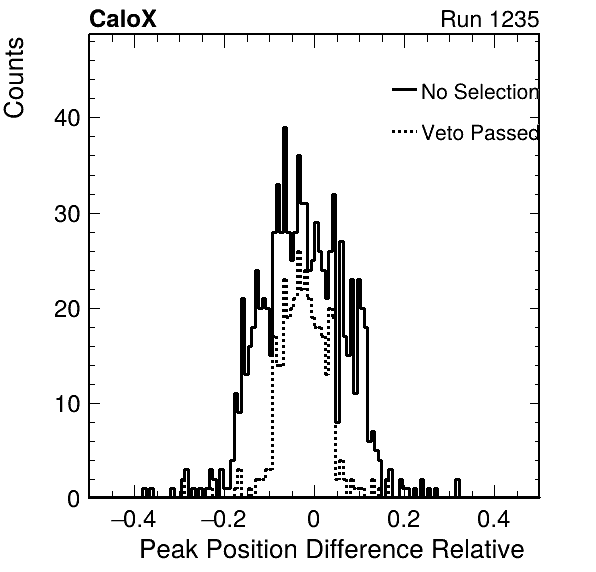 CaloX Run 1235
Counts
No Selection
Veto Passed
40
30
20
10
0
−0.4 −0.2 0 0.2 0.4
Peak Position Difference Relative